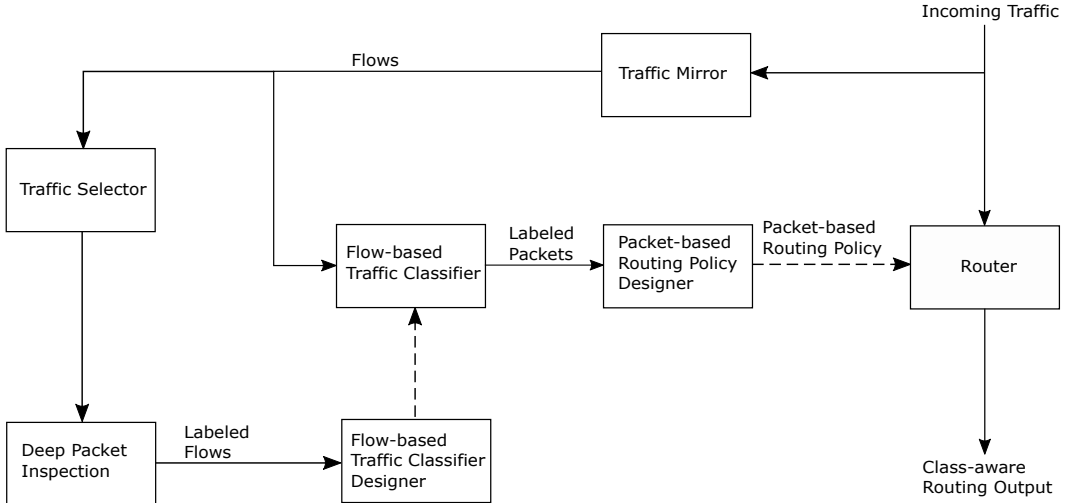 Incoming Traffic
Flows
Traffic Mirror
Traffic Selector
Flow-based
Traffic Classifier
Labeled
Packets
Packet-based
Routing Policy
Designer
Packet-based
Routing Policy
Router
Deep Packet
Inspection
Labeled
Flows
Flow-based
Traffic Classifier
Designer
Class-aware
Routing Output